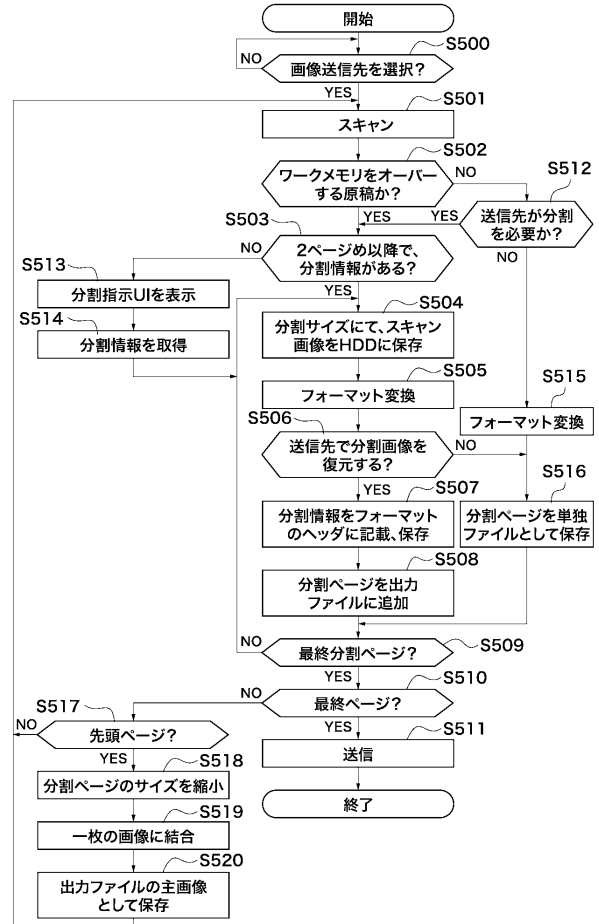 開始
S500
画像送信先を選択？
NO
YES
S501
スキャン
S502
ワークメモリをオーバー
する原稿か？
NO
YES
S512
送信先が分割
を必要か？
YES
NO
S503
2ページめ以降で、
分割情報がある？
NO
YES
S513
分割指示UIを表示
S514
分割情報を取得
S504
分割サイズにて、スキャン
画像をHDDに保存
S505
フォーマット変換
S515
フォーマット変換
S506
送信先で分割画像を
復元する？
NO
YES
S507
分割情報をフォーマット
のヘッダに記載、保存
S516
分割ページを単独
ファイルとして保存
S508
分割ページを出力
ファイルに追加
S509
最終分割ページ？
NO
YES
S510
最終ページ？
NO
YES
S517
先頭ページ？
NO
YES
S511
送信
S518
分割ページのサイズを縮小
終了
S519
一枚の画像に結合
S520
出力ファイルの主画像
として保存